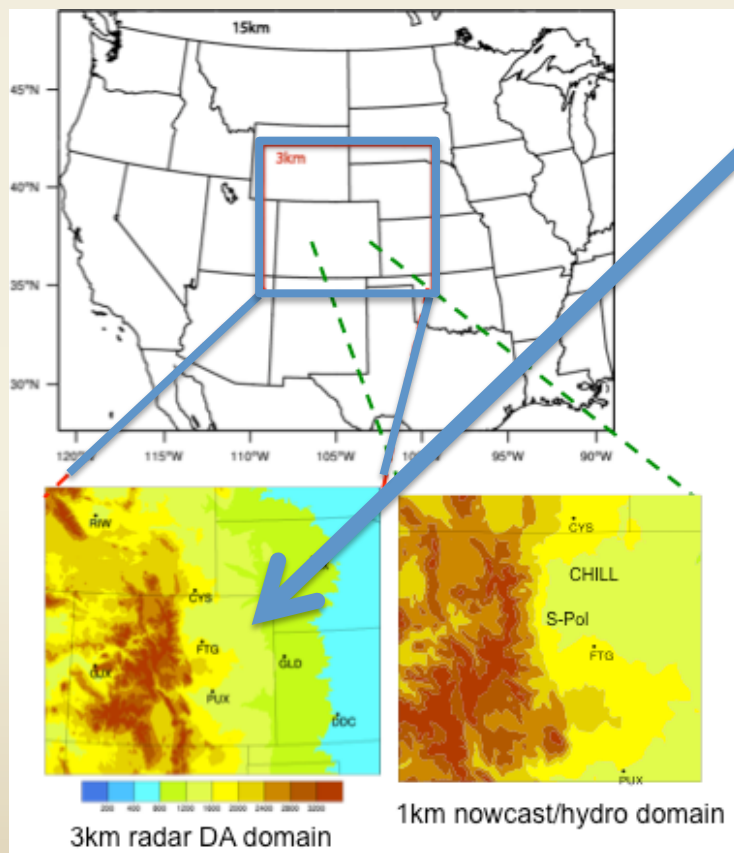 15km
45°N
3km
40°N
35°N
30°N
120°W 115°W 110°W 105°W 100°W 95°W 90°W
RIW
CYS
FTG
GLD
PUX
DDC
200 400 600 800 1200 1600 2000 2400 2800 3200
3km radar DA domain
CYS
CHILL
S-Pol
FTG
PUX
1km nowcast/hydro domain